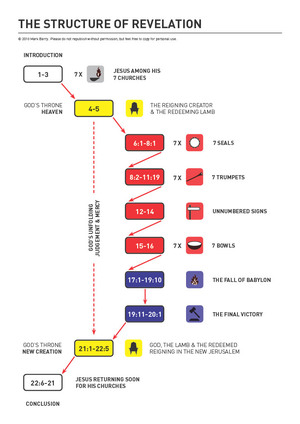 THE STRUCTURE OF REVELATION
© 2010 Mark Barry. Please do not republish without permission, but feel free to copy for personal use.
INTRODUCTION
1-3
7 X
JESUS AMONG HIS
7 CHURCHES
GOD'S THRONE
HEAVEN
4-5
THE REIGNING CREATOR
& THE REDEEMING LAMB
6:1-8:1
7 X
7 SEALS
8:2-11:19
7 X
7 TRUMPETS
12-14
UNNUMBERED SIGNS
GOD'S UNFOLDING
JUDGEMENT & MERCY
15-16
7 X
7 BOWLS
17:1-19:10
THE FALL OF BABYLON
19:11-20:1
THE FINAL VICTORY
GOD'S THRONE
NEW CREATION
21:1-22:5
GOD, THE LAMB & THE REDEEMED
REIGNING IN THE NEW JERUSALEM
22:6-21
JESUS RETURNING SOON
FOR HIS CHURCHES
CONCLUSION